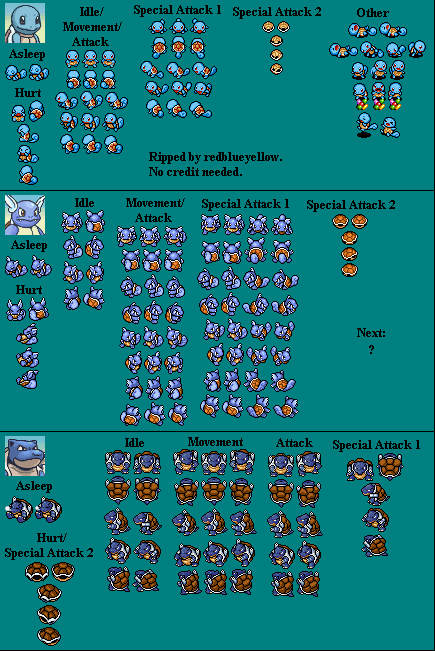 Asleep
Hurt
Idle/
Movement/
Attack
Special Attack 1
Special Attack 2
Other
Ripped by redblueyellow.
No credit needed.
Asleep
Hurt
Idle
Movement/
Attack
Special Attack 1
Special Attack 2
Next:
?
Asleep
Hurt/
Special Attack 2
Idle
Movement
Attack
Special Attack 1